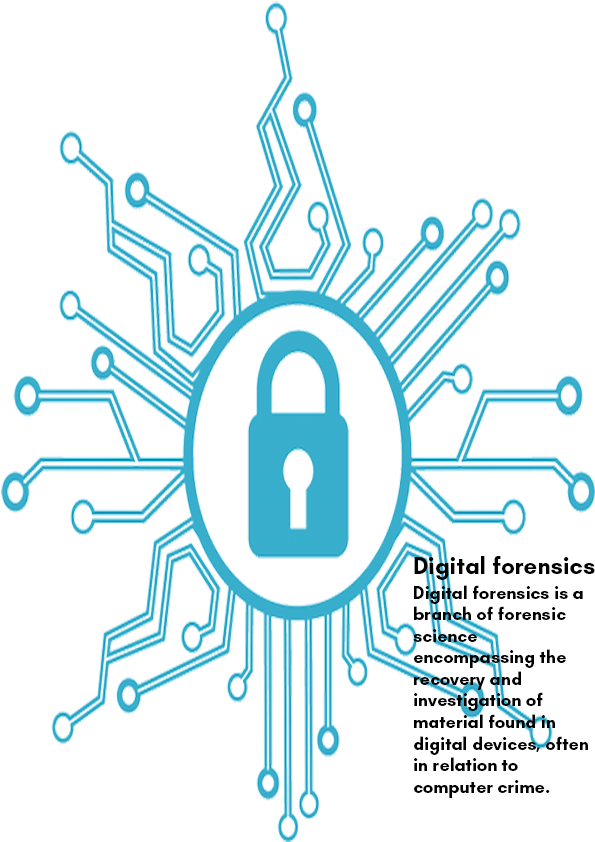 Digital forensics
Digital forensics is a
branch of forensic
science
encompassing the
recovery and
investigation of
material found in
digital devices, often
in relation to
computer crime.